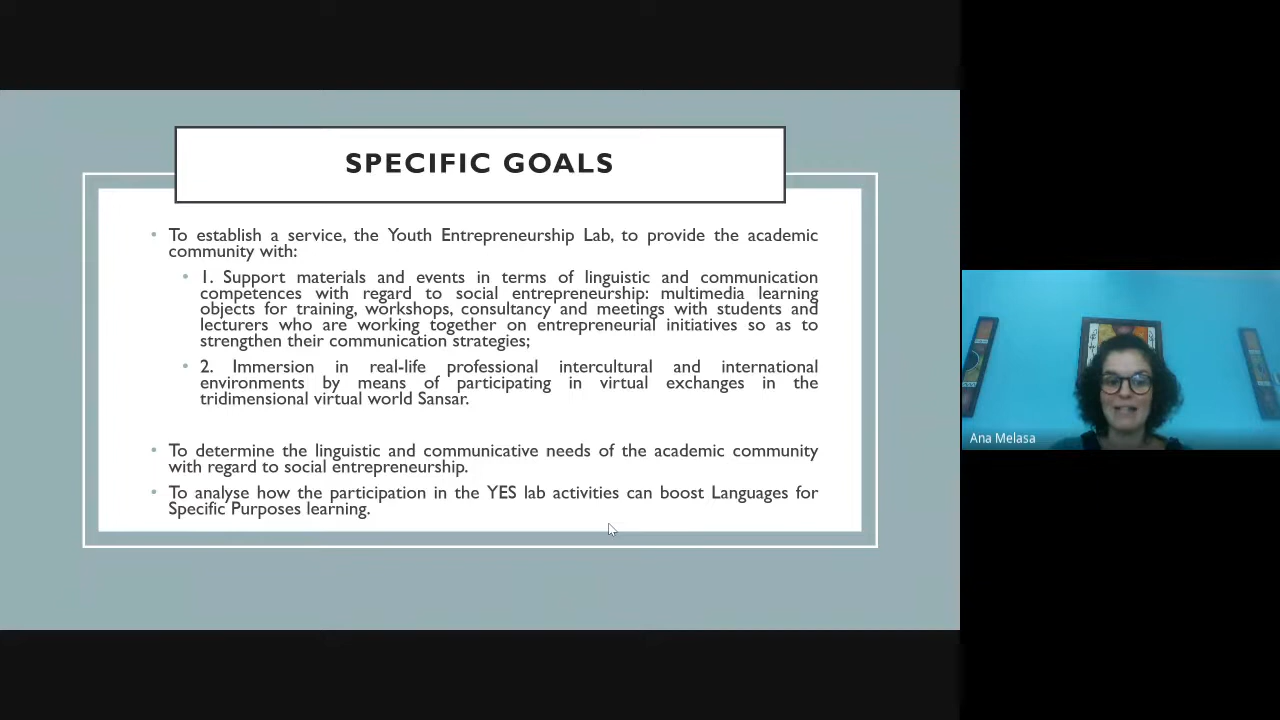 SPECIFIC GOALS
• To establish a service, the Youth Entrepreneurship Lab, to provide the academic
community with:
• 1. Support materials and events in terms of linguistic and communication
competences with regard to social entrepreneurship: multimedia learning
objects for training, workshops, consultancy and meetings with students and
lecturers who are working together on entrepreneurial initiatives so as to
strengthen their communication strategies;
• 2. Immersion in real-life professional intercultural and international
environments by means of participating in virtual exchanges in the
tridimensional virtual world Sansar.
• To determine the linguistic and communicative needs of the academic community
with regard to social entrepreneurship.
• To analyse how the participation in the YES lab activities can boost Languages for
Specific Purposes learning.
Ana Melasa